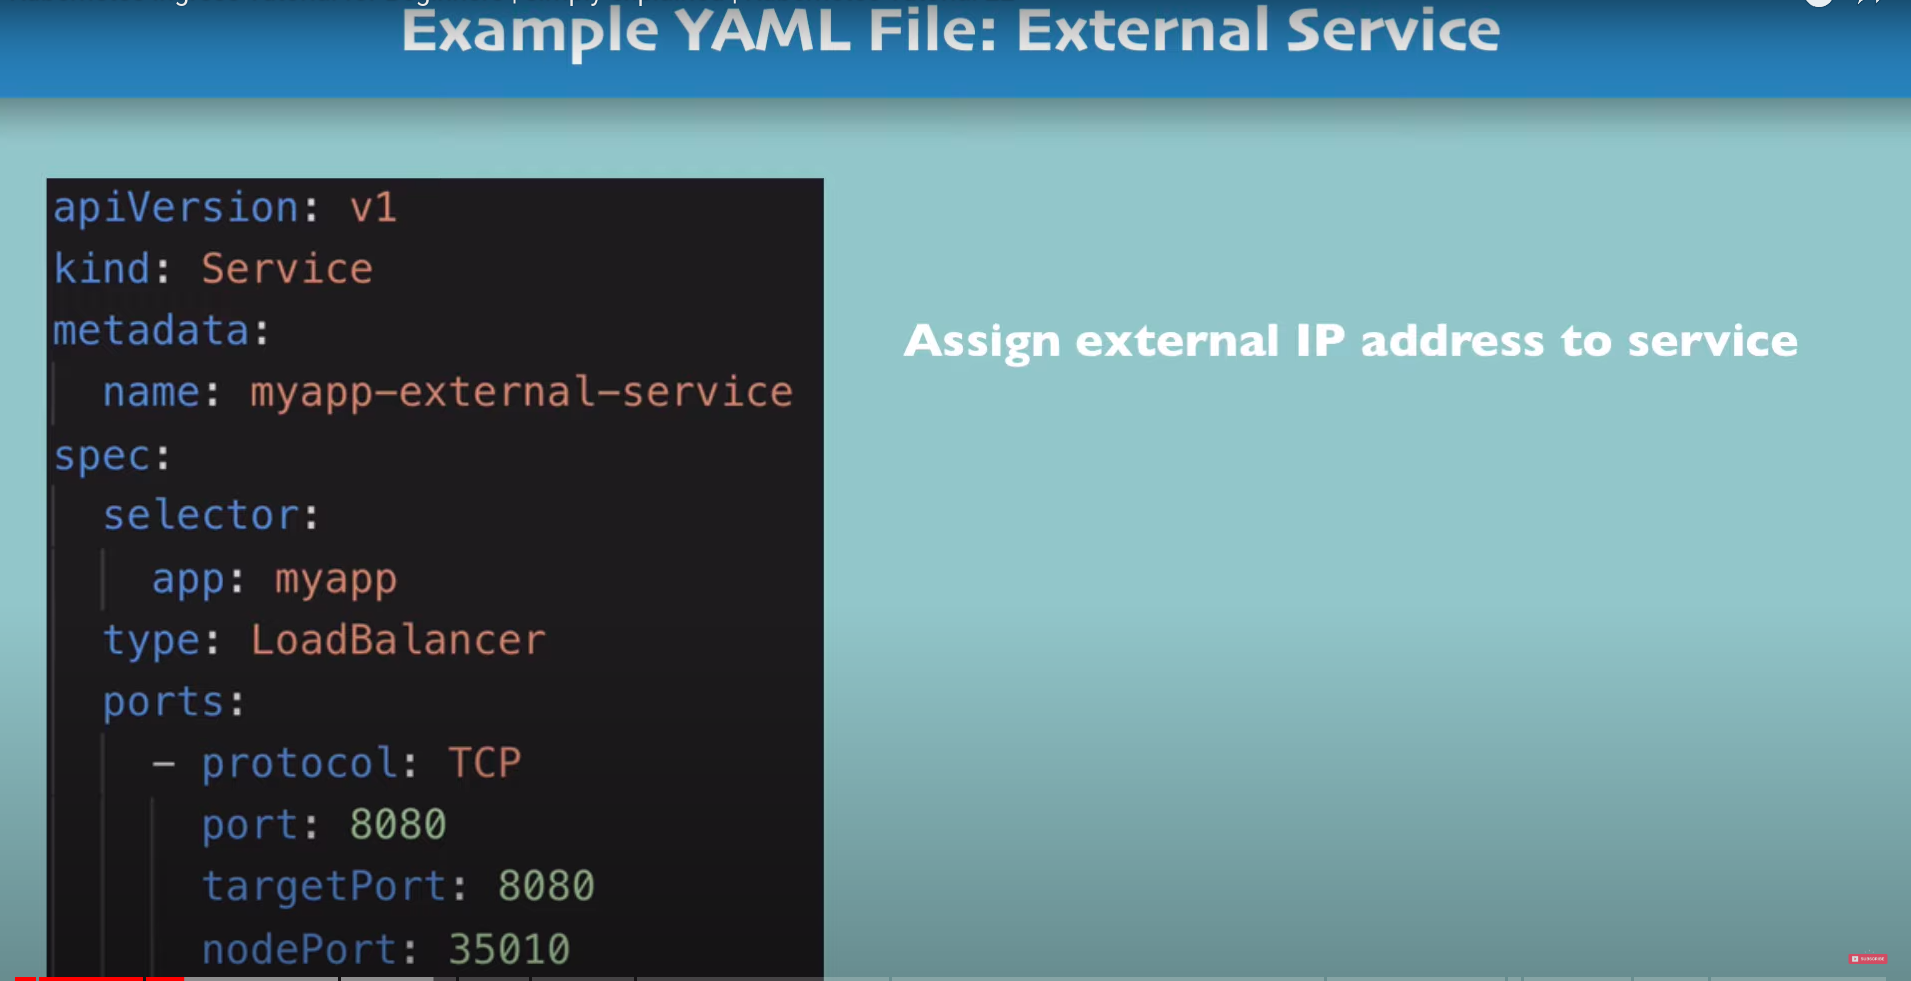 Example YAML File: External Service
apiVersion: v1
kind: Service
metadata:
name: myapp-external-service
spec:
selector:
app: myapp
type: LoadBalancer
ports:
- protocol: TCP
port: 8080
targetPort: 8080
nodePort: 35010
Assign external IP address to service
SUBSCRIBE